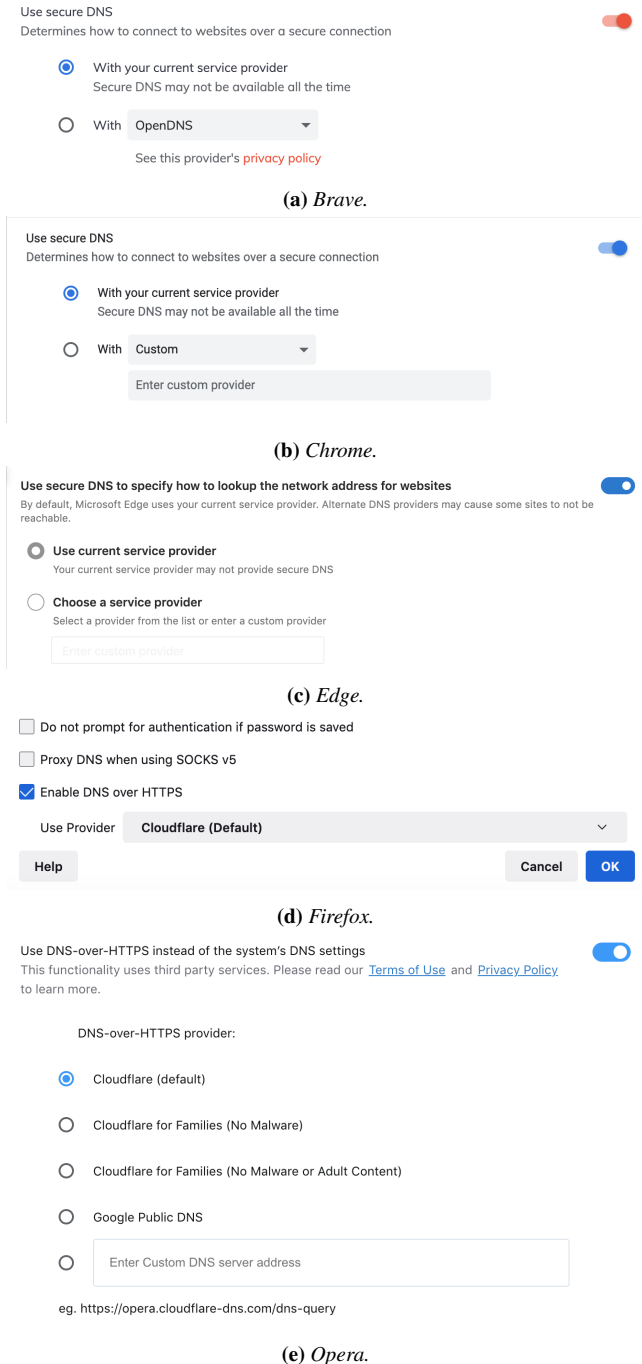 Use secure DNS
Determines how to connect to websites over a secure connection
With your current service provider
Secure DNS may not be available all the time
With OpenDNS
See this provider's privacy policy
(a) Brave.
Use secure DNS
Determines how to connect to websites over a secure connection
With your current service provider
Secure DNS may not be available all the time
With Custom
Enter custom provider
(b) Chrome.
Use secure DNS to specify how to lookup the network address for websites
By default, Microsoft Edge uses your current service provider. Alternate DNS providers may cause some sites to not be
reachable.
Use current service provider
Your current service provider may not provide secure DNS
Choose a service provider
Select a provider from the list or enter a custom provider
Enter custom provider
(c) Edge.
Do not prompt for authentication if password is saved
Proxy DNS when using SOCKS v5
Enable DNS over HTTPS
Use Provider Cloudflare (Default)
Help Cancel OK
(d) Firefox.
Use DNS-over-HTTPS instead of the system's DNS settings
This functionality uses third party services. Please read our Terms of Use and Privacy Policy
to learn more.
DNS-over-HTTPS provider:
Cloudflare (default)
Cloudflare for Families (No Malware)
Cloudflare for Families (No Malware or Adult Content)
Google Public DNS
Enter Custom DNS server address
eg. https://opera.cloudflare-dns.com/dns-query
(e) Opera.